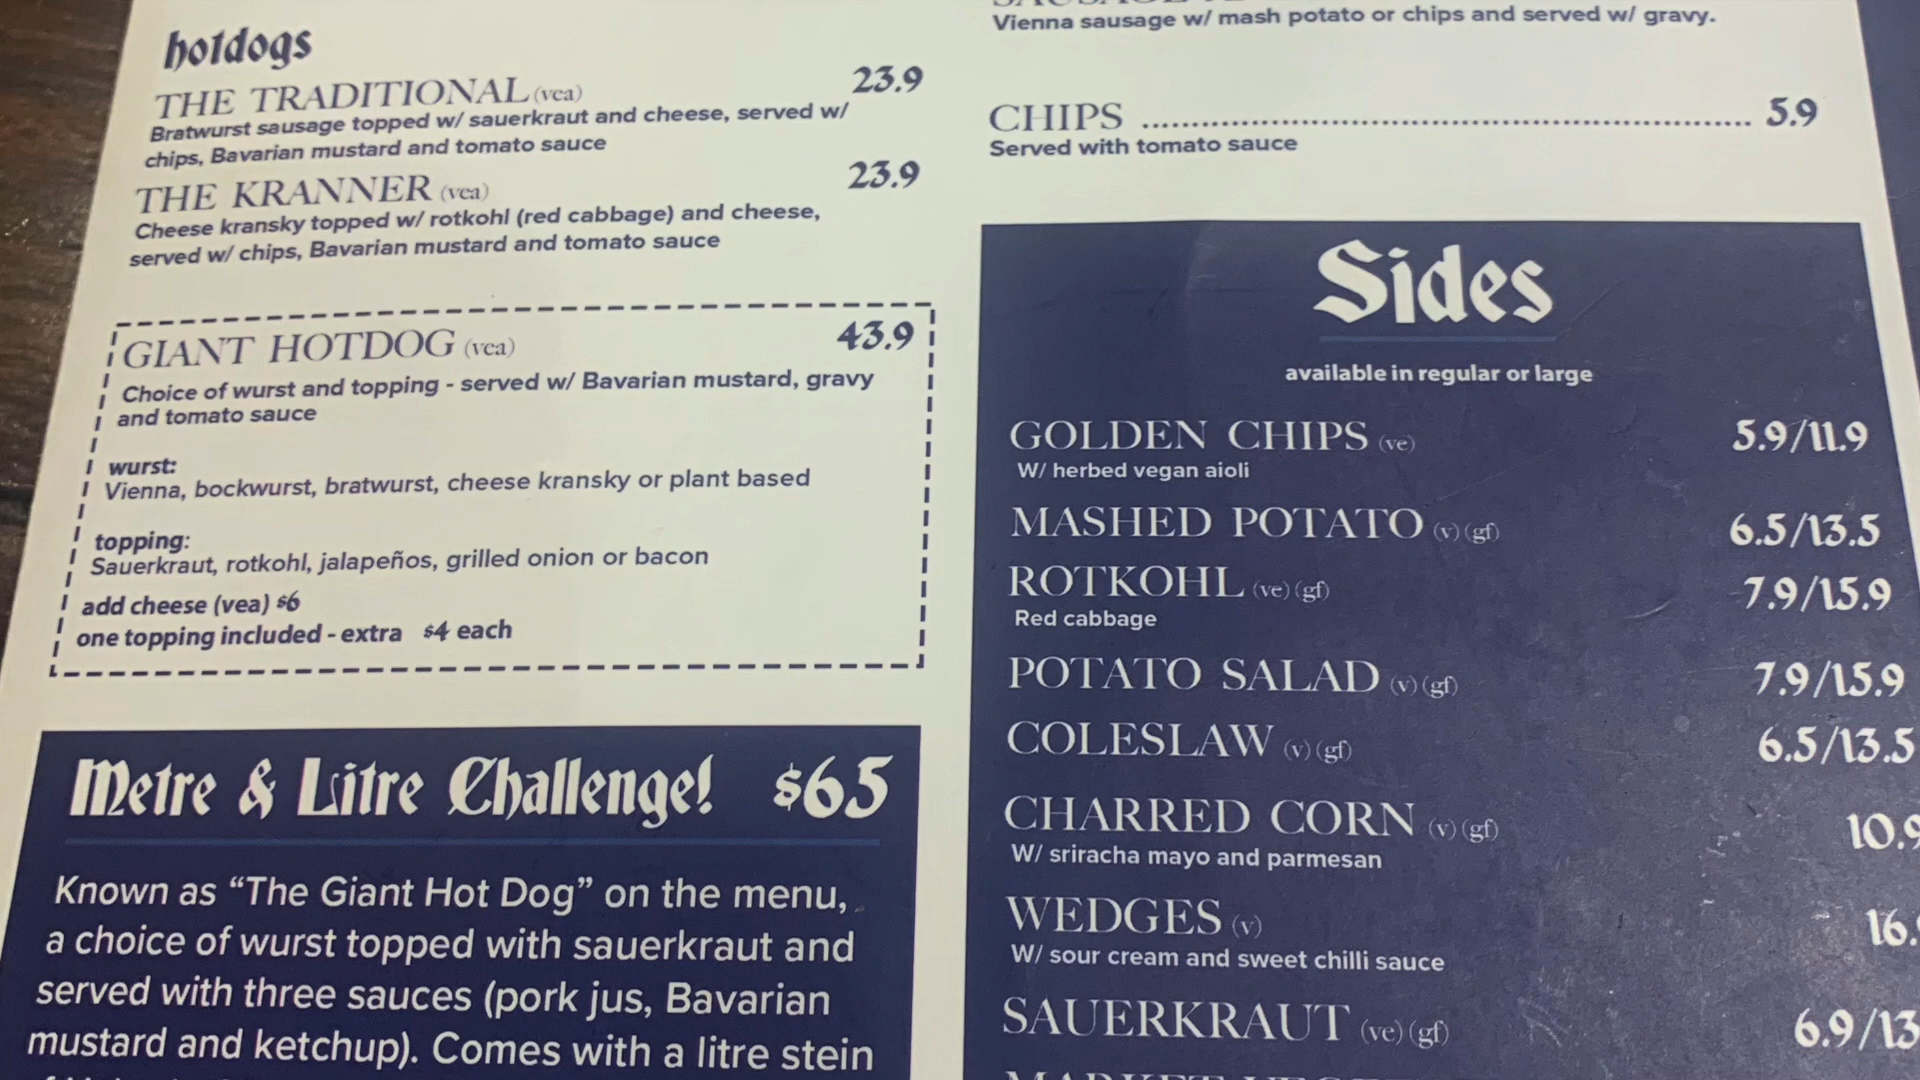 hotdogs
THE TRADITIONAL (vea) 23.9
Bratwurst sausage topped w/ sauerkraut and cheese, served w/
chips, Bavarian mustard and tomato sauce
THE KRANNER (vea) 23.9
Cheese kransky topped w/ rotkohl (red cabbage) and cheese,
served w/ chips, Bavarian mustard and tomato sauce
GIANT HOTDOG (vea) 43.9
Choice of wurst and topping - served w/ Bavarian mustard, gravy
and tomato sauce
wurst:
Vienna, bockwurst, bratwurst, cheese kransky or plant based
topping:
Sauerkraut, rotkohl, jalapeños, grilled onion or bacon
add cheese (vea) $6
one topping included - extra $4 each
Metre & Litre Challenge! $65
Known as “The Giant Hot Dog” on the menu,
a choice of wurst topped with sauerkraut and
served with three sauces (pork jus, Bavarian
mustard and ketchup). Comes with a litre stein
Vienna sausage w/ mash potato or chips and served w/ gravy.
CHIPS ........................................................................ 5.9
Served with tomato sauce
Sides
available in regular or large
GOLDEN CHIPS (ve) 5.9/11.9
W/ herbed vegan aioli
MASHED POTATO (v) (gf) 6.5/13.5
ROTKOHL (ve) (gf) 7.9/15.9
Red cabbage
POTATO SALAD (v) (gf) 7.9/15.9
COLESLAW (v) (gf) 6.5/13.5
CHARRED CORN (v) (gf) 10.9
W/ sriracha mayo and parmesan
WEDGES (v) 16.
W/ sour cream and sweet chilli sauce
SAUERKRAUT (ve) (gf) 6.9/13